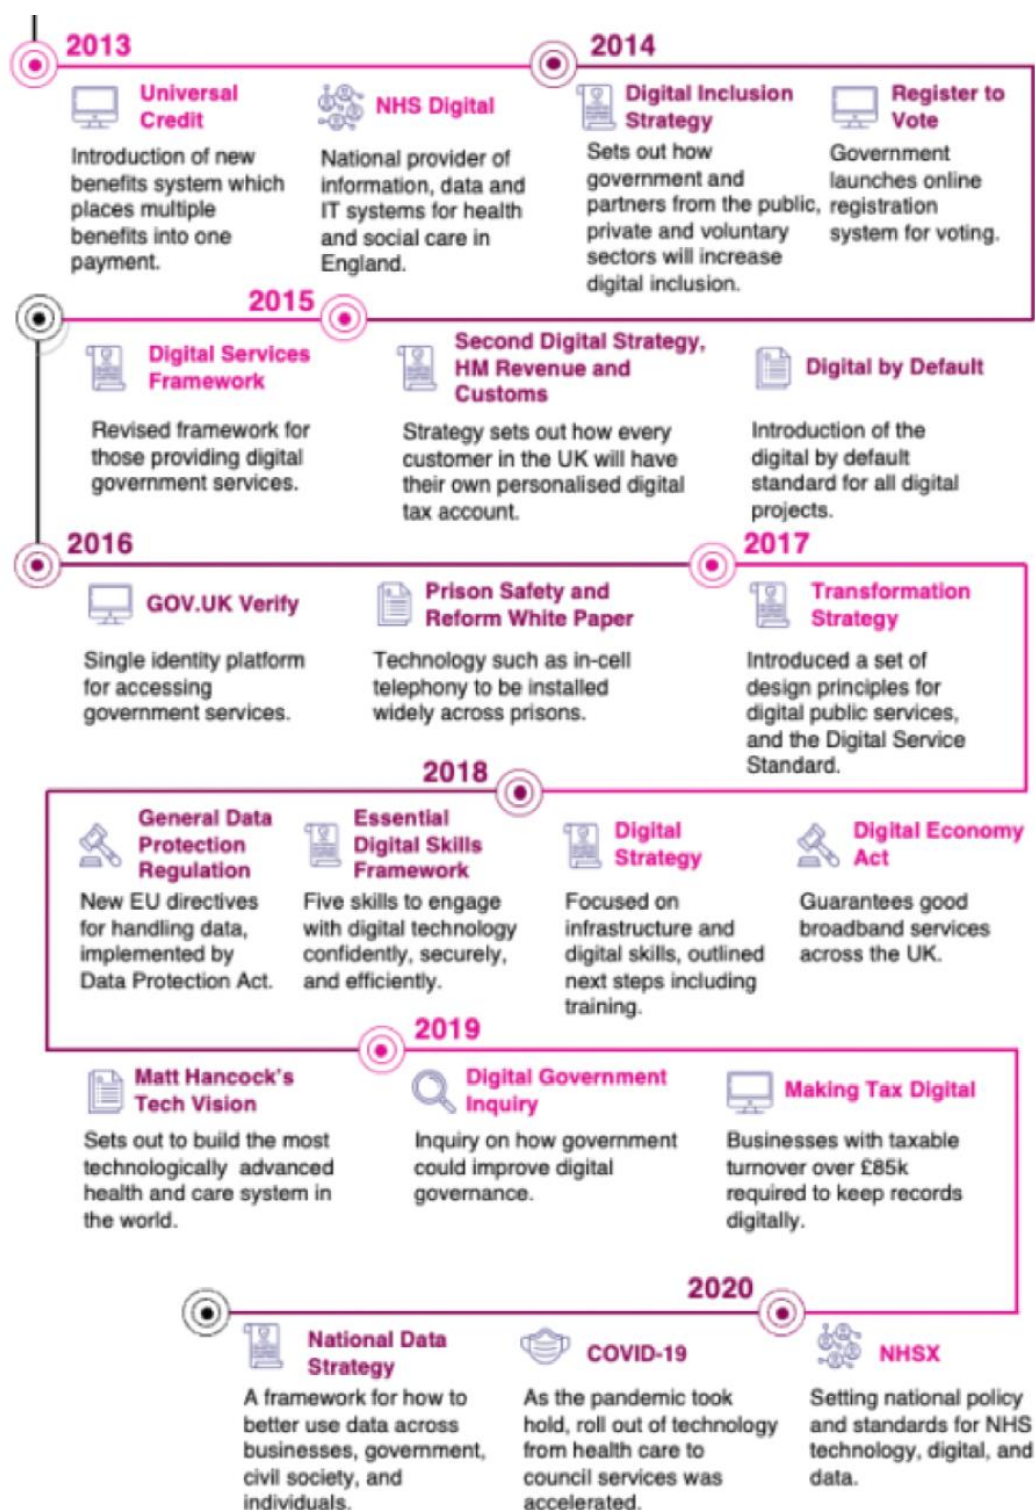 2013
Universal
Credit
Introduction of new
benefits system which
places multiple
benefits into one
payment.
NHS Digital
National provider of
information, data and
IT systems for health
and social care in
England.
2014
Digital Inclusion
Strategy
Sets out how
government and
partners from the public,
private and voluntary
sectors will increase
digital inclusion.
Register to
Vote
Government
launches online
registration
system for voting.
2015
Digital Services
Framework
Revised framework for
those providing digital
government services.
Second Digital Strategy,
HM Revenue and
Customs
Strategy sets out how every
customer in the UK will have
their own personalised digital
tax account.
Digital by Default
Introduction of the
digital by default
standard for all digital
projects.
2016
GOV.UK Verify
Single identity platform
for accessing
government services.
Prison Safety and
Reform White Paper
Technology such as in-cell
telephony to be installed
widely across prisons.
2017
Transformation
Strategy
Introduced a set of
design principles for
digital public services,
and the Digital Service
Standard.
2018
General Data
Protection
Regulation
New EU directives
for handling data,
implemented by
Data Protection Act.
Essential
Digital Skills
Framework
Five skills to engage
with digital technology
confidently, securely,
and efficiently.
Digital
Strategy
Focused on
infrastructure and
digital skills, outlined
next steps including
training.
Digital Economy
Act
Guarantees good
broadband services
across the UK.
2019
Matt Hancock's
Tech Vision
Sets out to build the most
technologically advanced
health and care system in
the world.
Digital Government
Inquiry
Inquiry on how government
could improve digital
governance.
Making Tax Digital
Businesses with taxable
turnover over £85k
required to keep records
digitally.
2020
National Data
Strategy
A framework for how to
better use data across
businesses, government,
civil society, and
individuals.
COVID-19
As the pandemic took
hold, roll out of technology
from health care to
council services was
accelerated.
NHSX
Setting national policy
and standards for NHS
technology, digital, and
data.